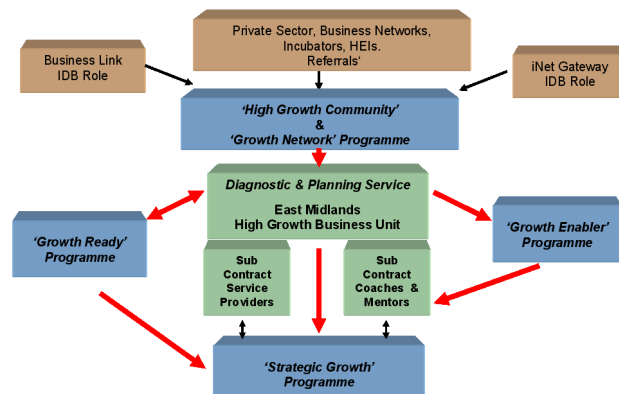 Private Sector, Business Networks,
Incubators, HEIs.
Referrals‘
Business Link
IDB Role
iNet Gateway
IDB Role
‘High Growth Community’
&
‘Growth Network’ Programme
Diagnostic & Planning Service
East Midlands
High Growth Business Unit
‘Growth Ready’
Programme
‘Growth Enabler’
Programme
Sub
Contract
Service
Providers
Sub
Contract
Coaches &
Mentors
‘Strategic Growth’
Programme